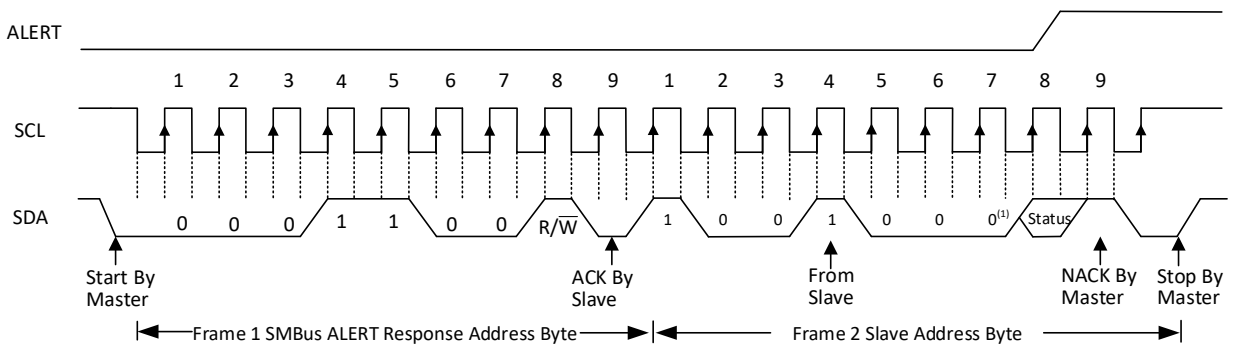 ALERT
1 2 3 4 5 6 7 8 9 1 2 3 4 5 6 7 8 9
SCL
SDA
0 0 0 1 1 0 0 R/W̅ 1 0 0 1 0 0 0(1) Status
Start By
Master
ACK By
Slave
From
Slave
NACK By
Master
Stop By
Master
Frame 1 SMBus ALERT Response Address Byte
Frame 2 Slave Address Byte